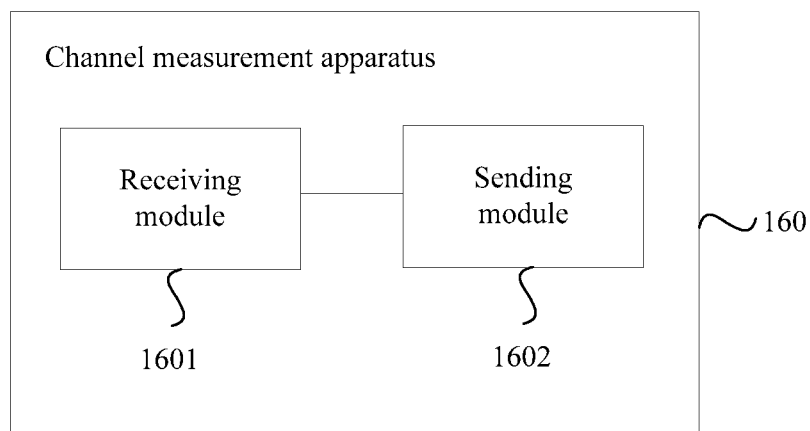 Channel measurement apparatus
Receiving
module
Sending
module
160
1601
1602